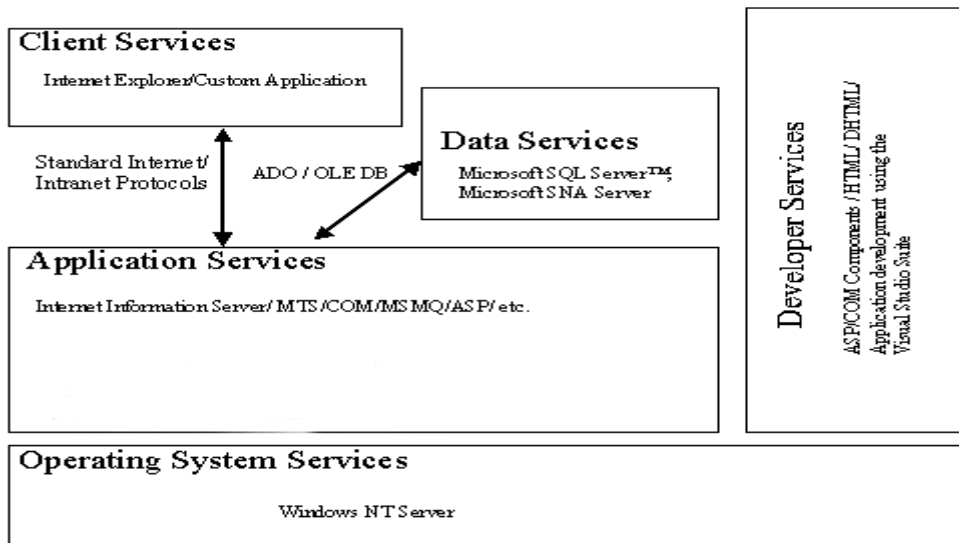 Client Services
Internet Explorer/Custom Application
Standard Internet/
Intranet Protocols
ADO / OLE DB
Data Services
Microsoft SQL Server™,
Microsoft SNA Server
Application Services
Internet Information Server/ MTS/COM/MSMQ/ASP/ etc.
Operating System Services
Windows NT Server
Developer Services
ASP/COM Components / HTML/ DHTML/
Application development using the
Visual Studio Suite